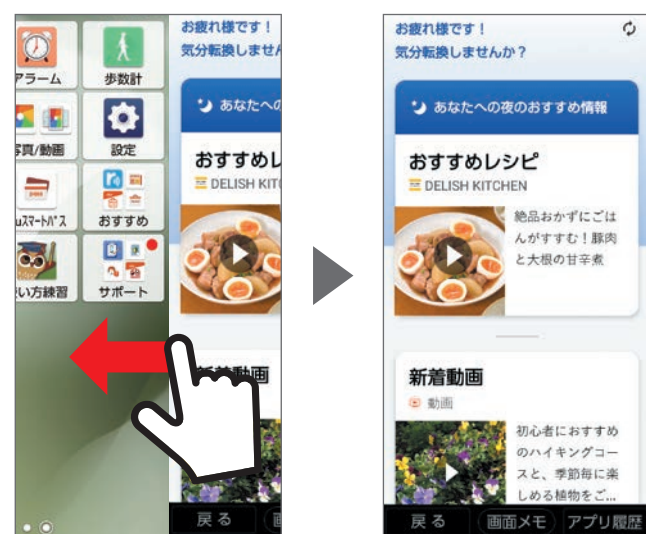 アラーム
歩数計
写真/動画
設定
auスマートパス
おすすめ
使い方練習
サポート
お疲れ様です！
気分転換しませ
あなたへの
おすすめレ
DELISH KIT
新着動画
戻る
お疲れ様です！
気分転換しませんか？
あなたへの夜のおすすめ情報
おすすめレシピ
DELISH KITCHEN
絶品おかずにごは
んがすすむ！豚肉
と大根の甘辛煮
新着動画
動画
初心者におすすめ
のハイキングコー
スと、季節毎に楽
しめる植物をご...
戻る
画面メモ
アプリ履歴